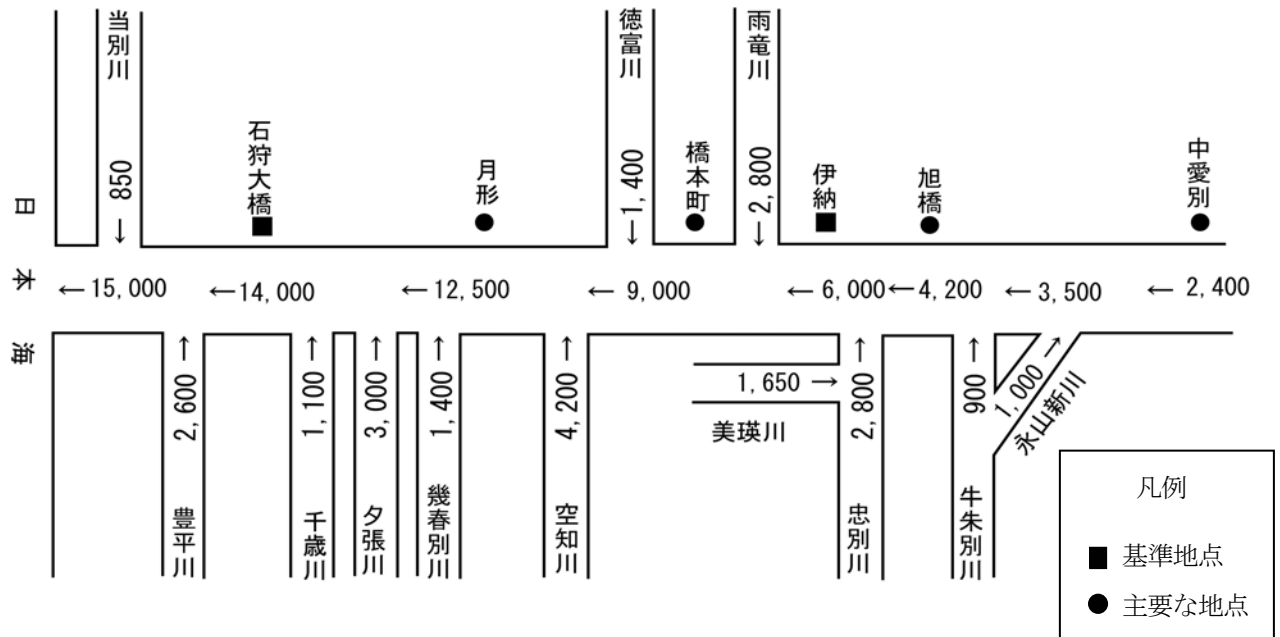 当別川
徳富川
雨竜川
850
1,400
2,800
石狩大橋
月形
橋本町
伊納
旭橋
中愛別
日本海
←15,000
←14,000
←12,500
←9,000
←6,000
←4,200
←3,500
←2,400
2,600→
1,100→
3,000→
1,400→
4,200→
1,650→
2,800→
900→
1,000→
豊平川
千歳川
夕張川
幾春別川
空知川
美瑛川
忠別川
牛朱別川
永山新川
凡例
■ 基準地点
● 主要な地点